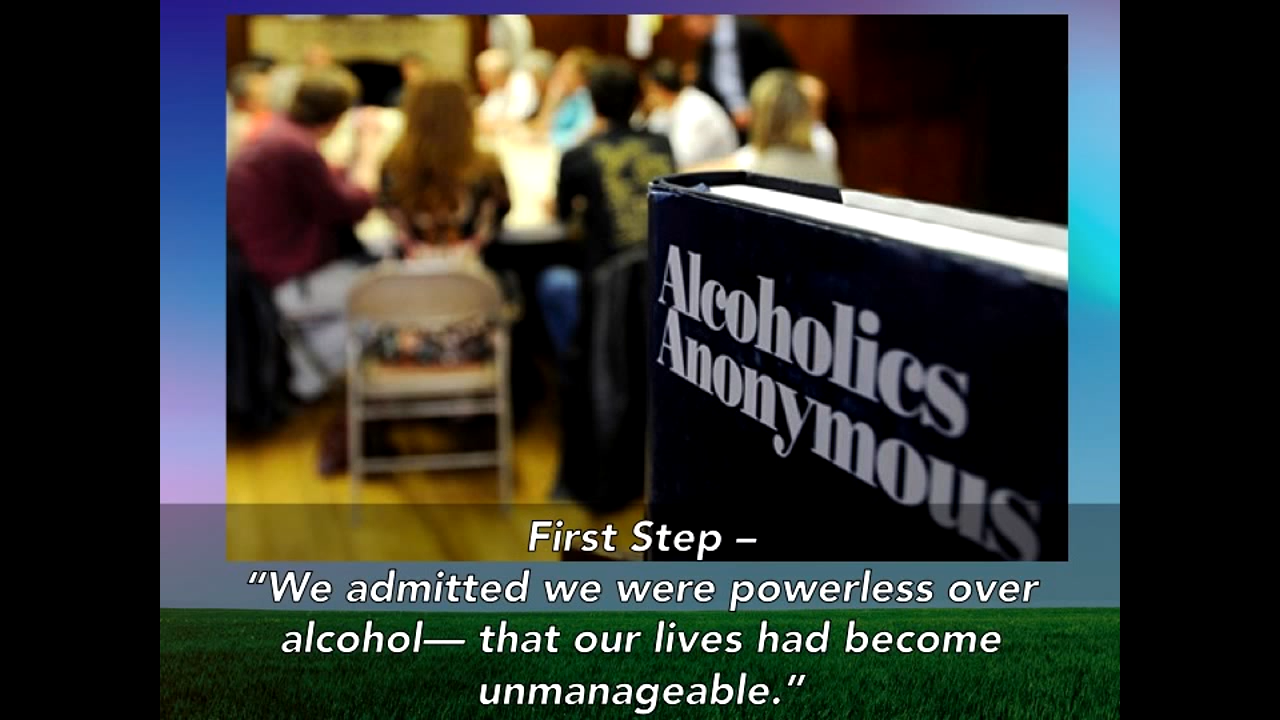 Alcoholics
Anonymous
First Step –
“We admitted we were powerless over
alcohol— that our lives had become
unmanageable.”